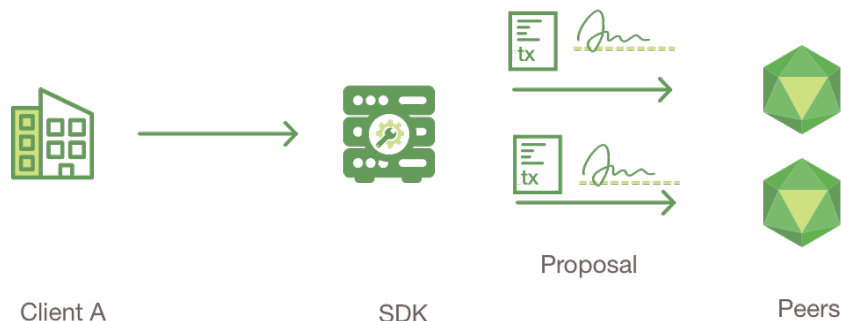 tx
tx
Proposal
Client A
SDK
Peers